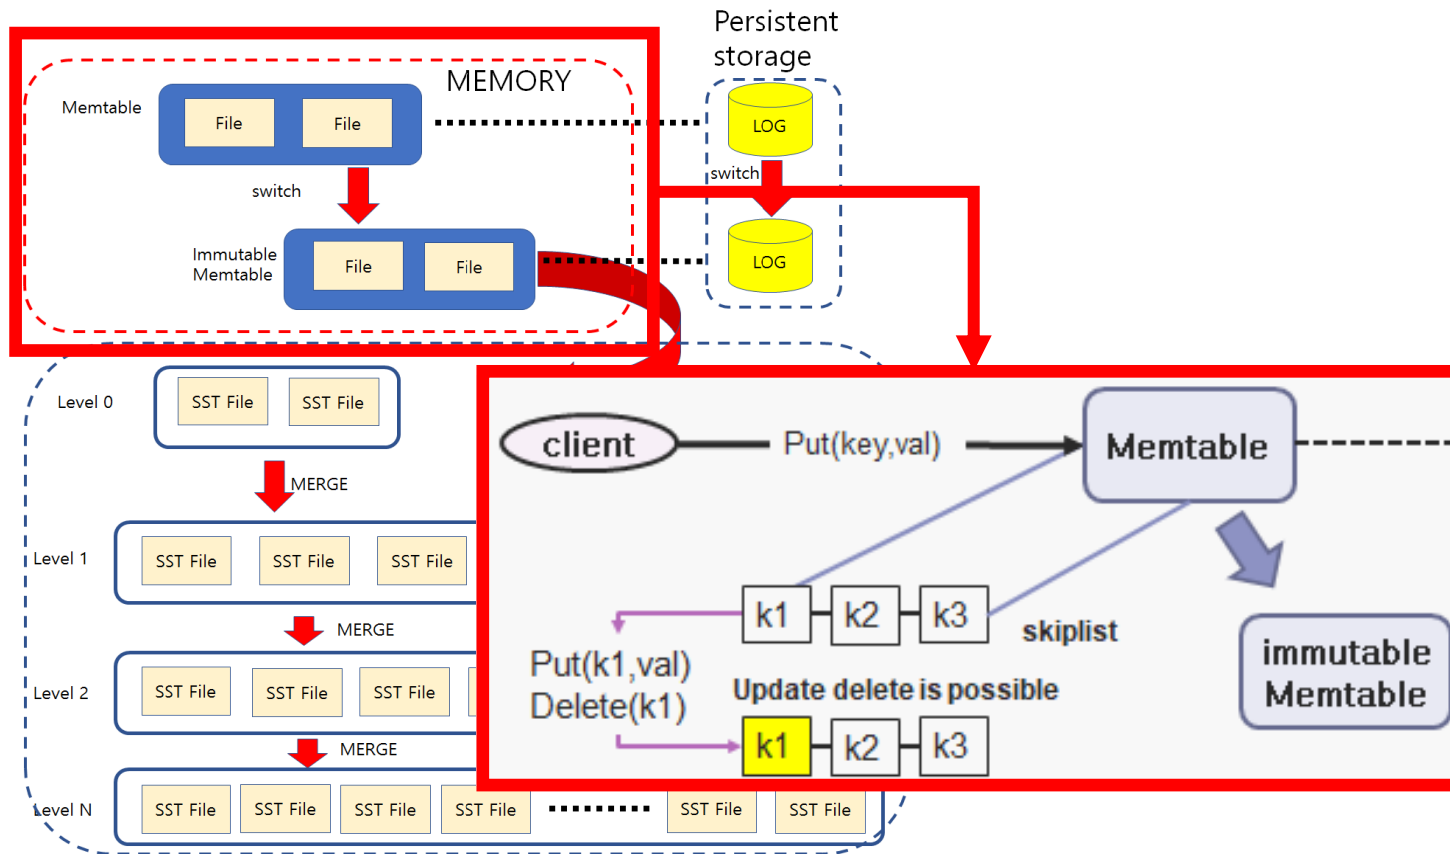 Persistent
storage
MEMORY
Memtable
File
File
LOG
switch
switch
Immutable
Memtable
File
File
LOG
Level 0
SST File
SST File
MERGE
Level 1
SST File
SST File
SST File
MERGE
Level 2
SST File
SST File
SST File
MERGE
Level N
SST File
SST File
SST File
SST File
SST File
SST File
client
Put(key,val)
Memtable
k1
k2
k3
skiplist
Put(k1,val)
Delete(k1)
Update delete is possible
k1
k2
k3
immutable
Memtable